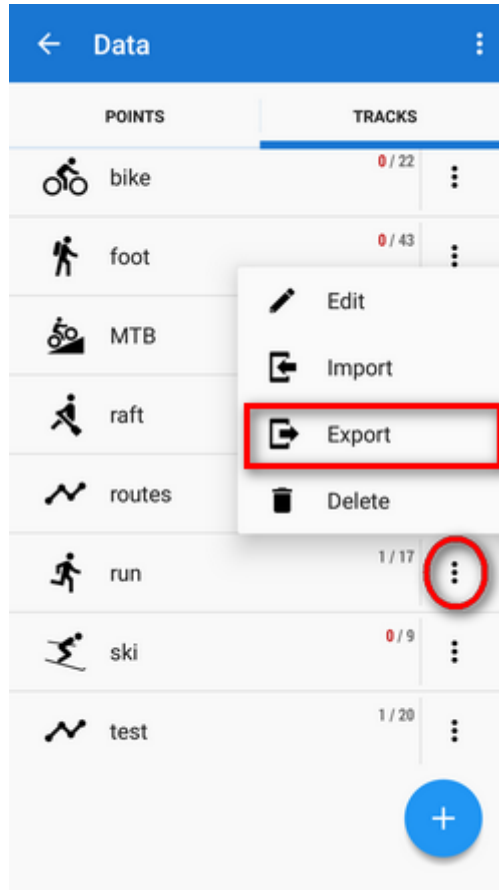 Data
POINTS TRACKS
bike 0 / 22
foot 0 / 43
Edit
MTB
Import
raft
Export
routes
Delete
run 1 / 17
ski 0 / 9
test 1 / 20